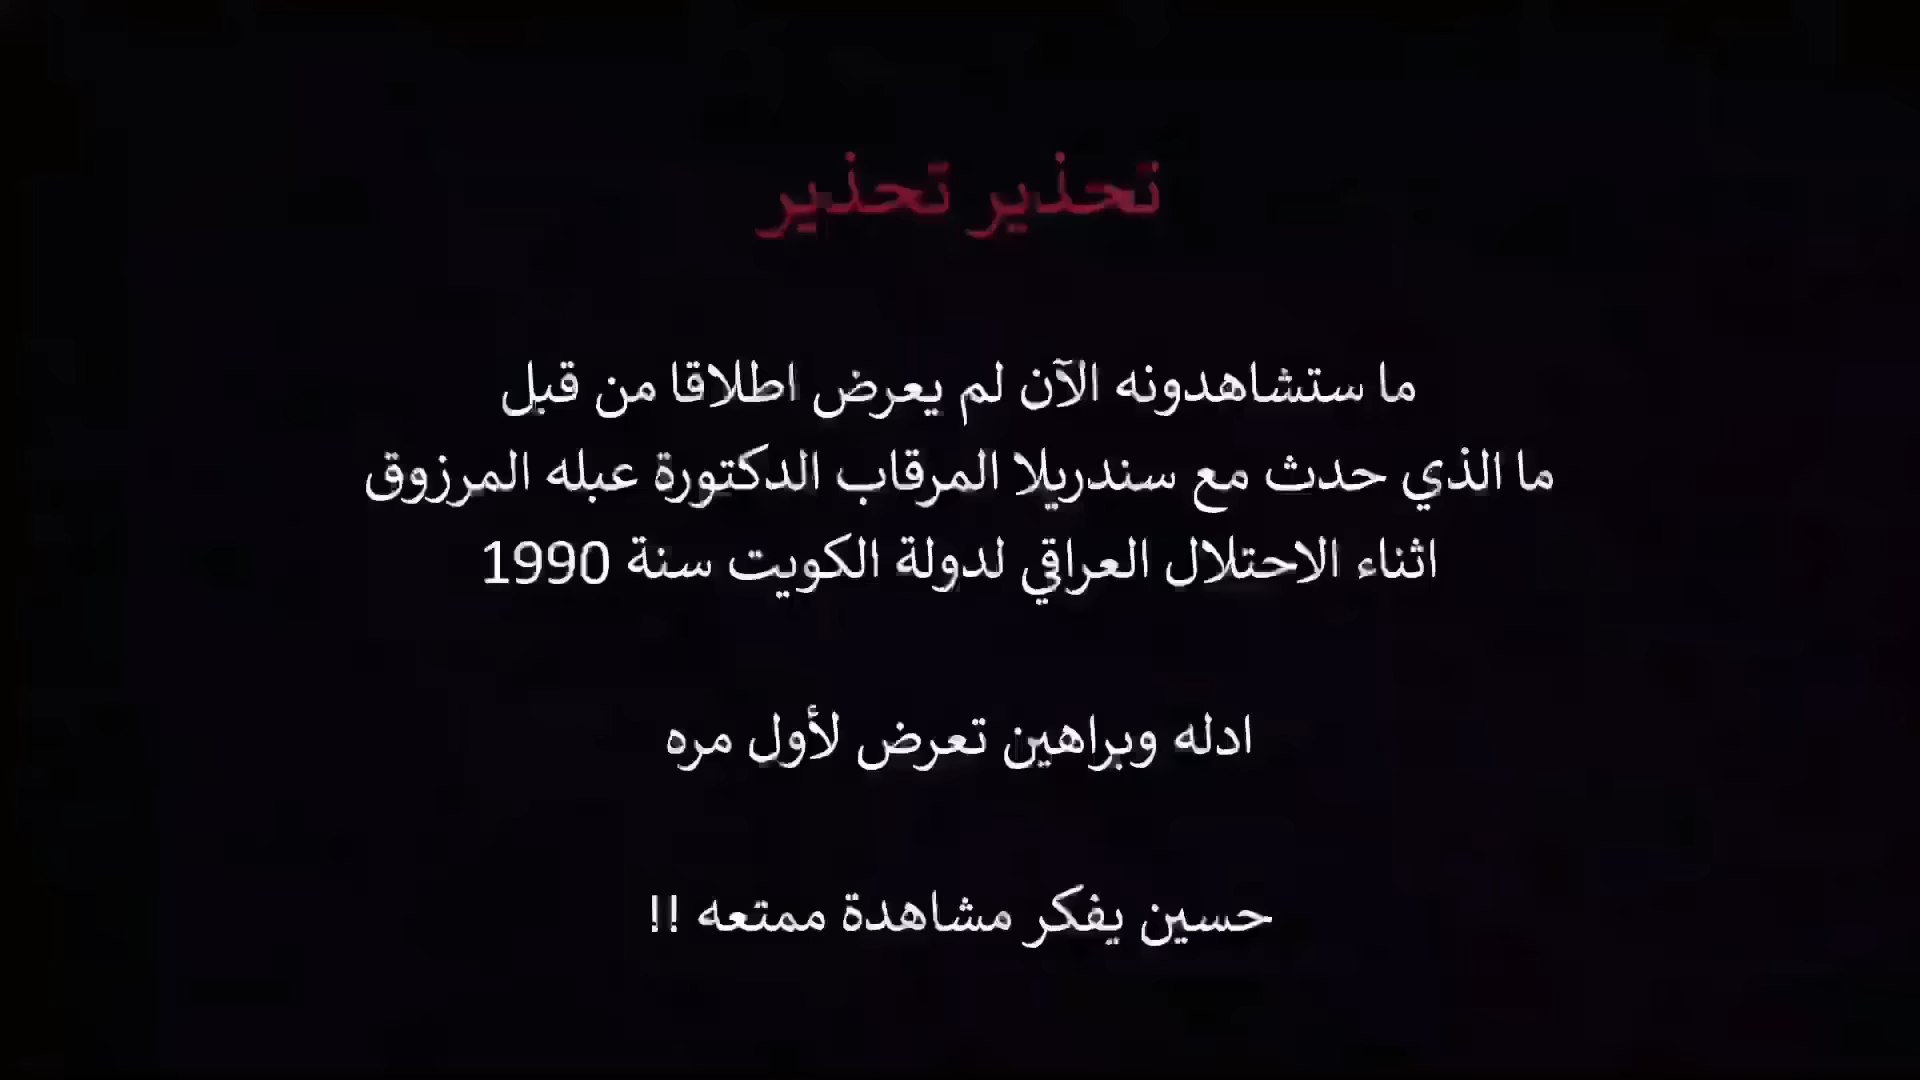 تحذير تحذير
ما ستشاهدونه الآن لم يعرض اطلاقا من قبل
ما الذي حدث مع سندريلا المرقاب الدكتورة عبله المرزوق
اثناء الاحتلال العراقي لدولة الكويت سنة 1990
ادله وبراهين تعرض لأول مره
حسين يفكر مشاهدة ممتعه !!